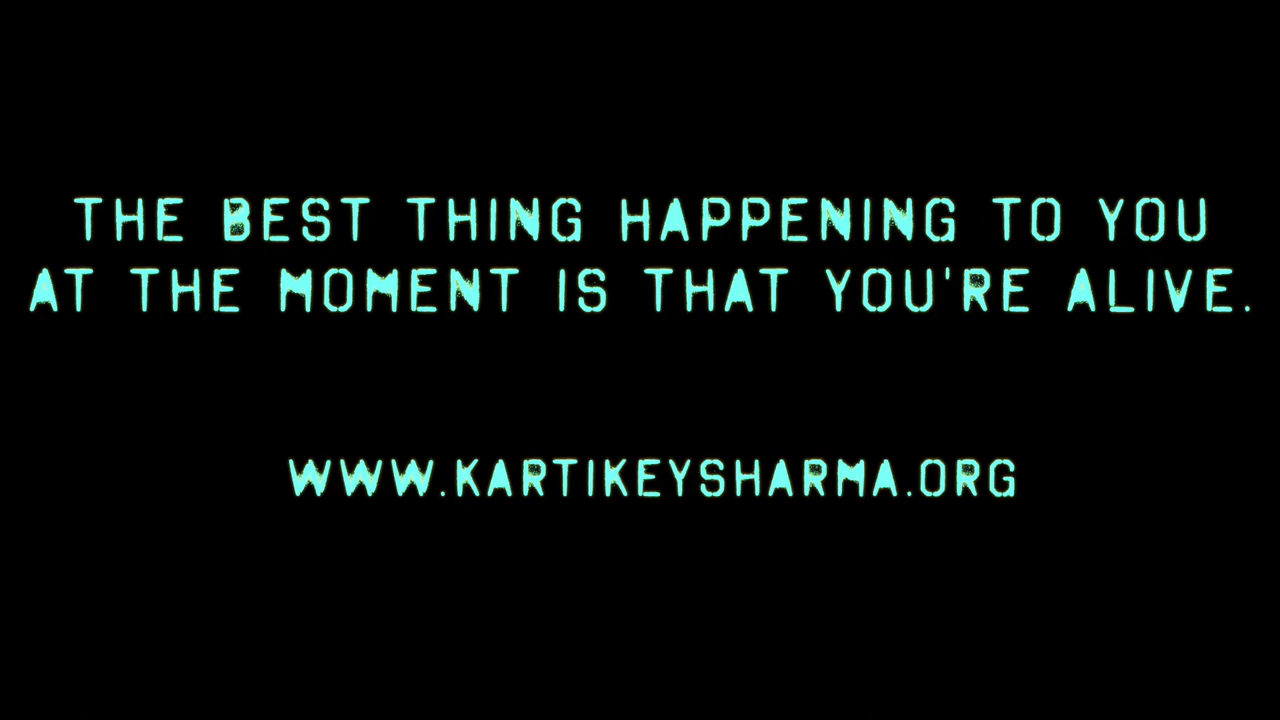 THE BEST THING HAPPENING TO YOU
AT THE MOMENT IS THAT YOU'RE ALIVE.
WWW.KARTIKEYSHARMA.ORG